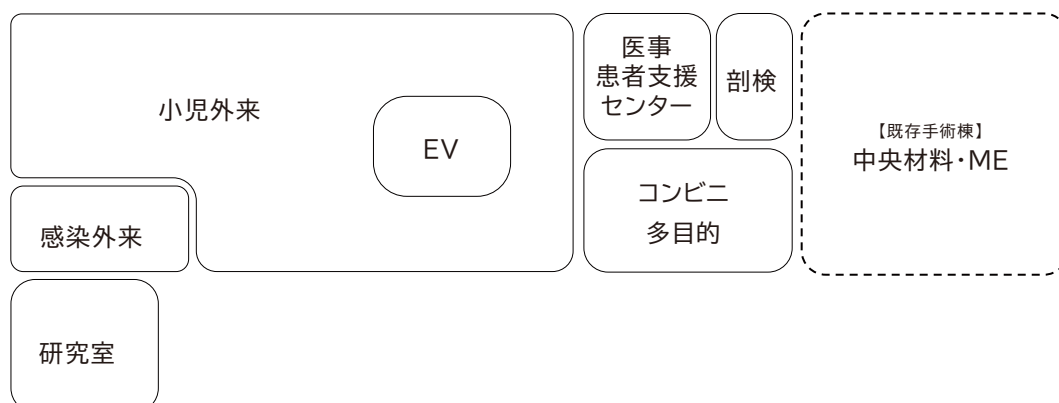 小児外来
EV
感染外来
研究室
医事
患者支援
センター
剖検
コンビニ
多目的
【既存手術棟】
中央材料・ME